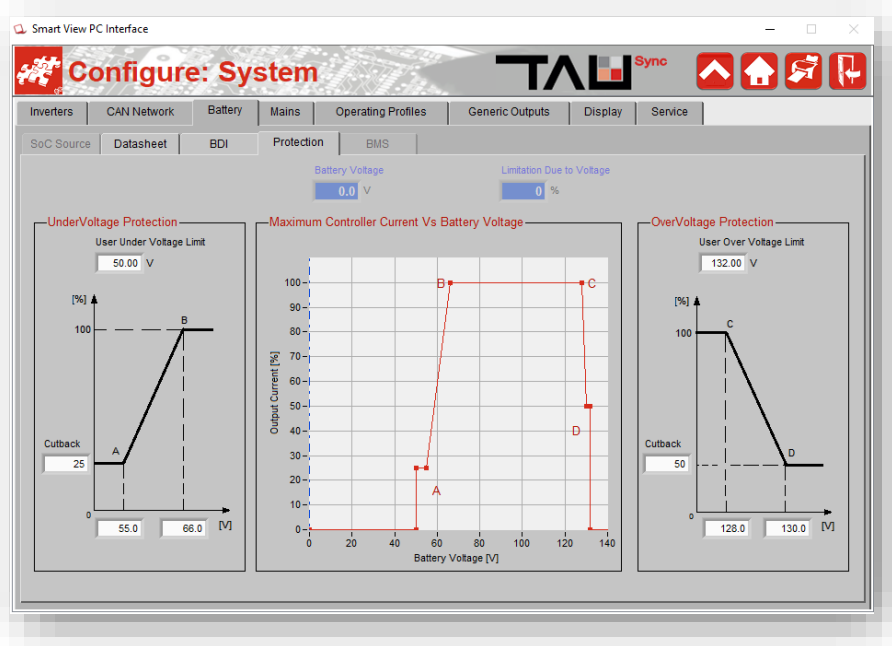 Smart View PC Interface
Configure: System
TAU Sync
Inverters CAN Network Battery Mains Operating Profiles Generic Outputs Display Service
SoC Source Datasheet BDI Protection BMS
Battery Voltage
0.0 V
Limitation Due to Voltage
0 %
UnderVoltage Protection
User Under Voltage Limit
50.00 V
[%]
100
B
Cutback
25
A
0
55.0 66.0 [V]
Maximum Controller Current Vs Battery Voltage
Output Current [%]
100
90
80
70
60
50
40
30
20
10
0
B C
D
A
0 20 40 60 80 100 120 140
Battery Voltage [V]
OverVoltage Protection
User Over Voltage Limit
132.00 V
[%]
100
C
Cutback
50
D
0
128.0 130.0 [V]